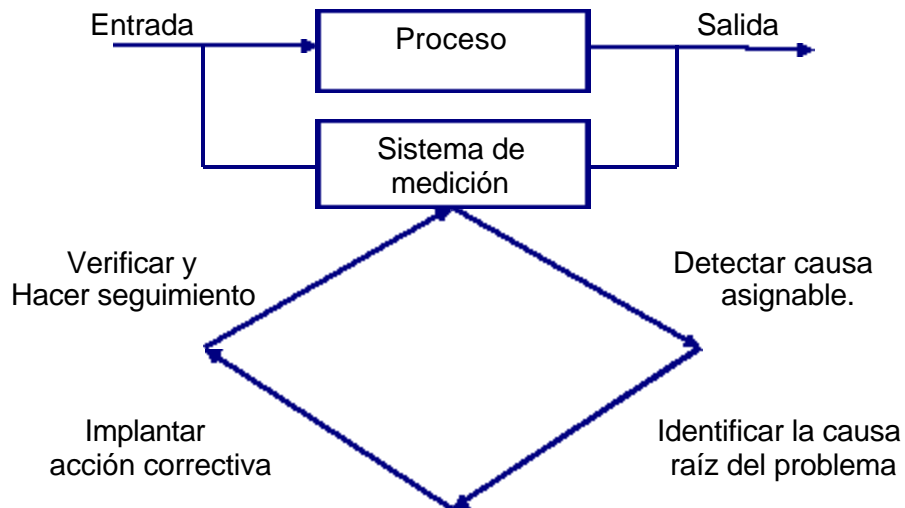 Entrada
Proceso
Salida
Sistema de
medición
Verificar y
Hacer seguimiento
Detectar causa
asignable.
Implantar
acción correctiva
Identificar la causa
raíz del problema